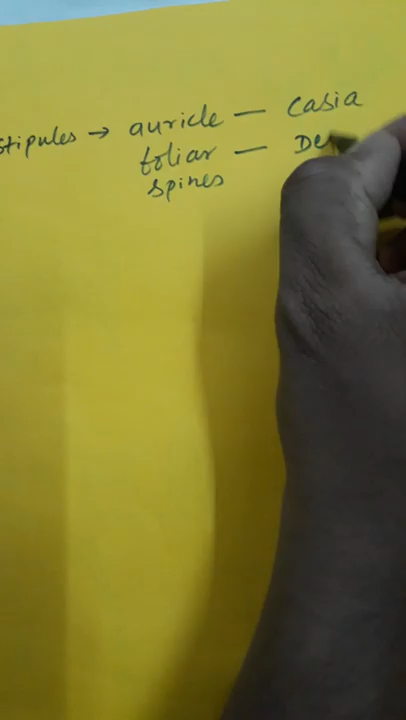 stipules → auricle — Casia
foliar — De
spines